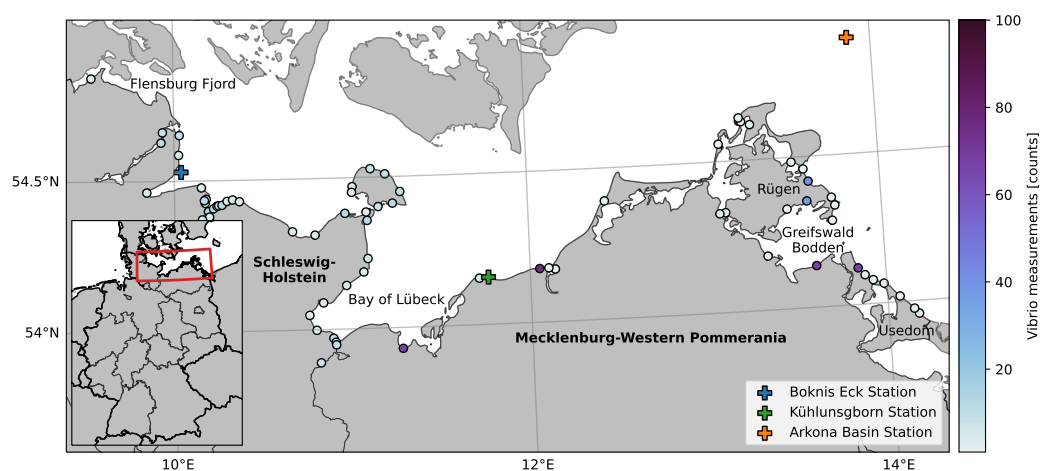 Flensburg Fjord
Rügen
Greifswald
Bodden
Schleswig-
Holstein
Bay of Lübeck
Mecklenburg-Western Pommerania
Usedom
54.5°N
54°N
10°E
12°E
14°E
Boknis Eck Station
Kühlunsgborn Station
Arkona Basin Station
100
80
60
40
20
Vibrio measurements [counts]